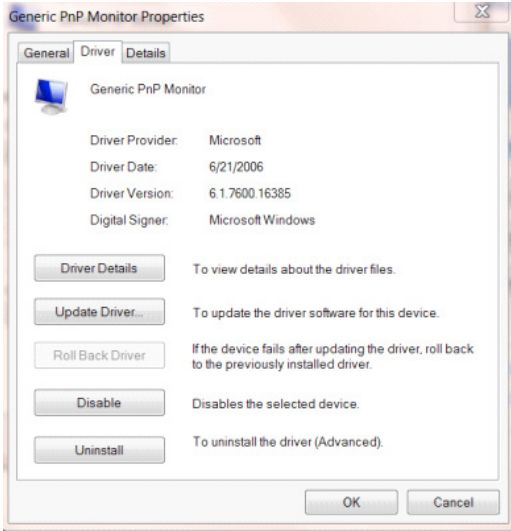 Generic PnP Monitor Properties
General Driver Details
Generic PnP Monitor
Driver Provider: Microsoft
Driver Date: 6/21/2006
Driver Version: 6.1.7600.16385
Digital Signer: Microsoft Windows
Driver Details To view details about the driver files.
Update Driver... To update the driver software for this device.
Roll Back Driver If the device fails after updating the driver, roll back
to the previously installed driver.
Disable Disables the selected device.
Uninstall To uninstall the driver (Advanced).
OK Cancel